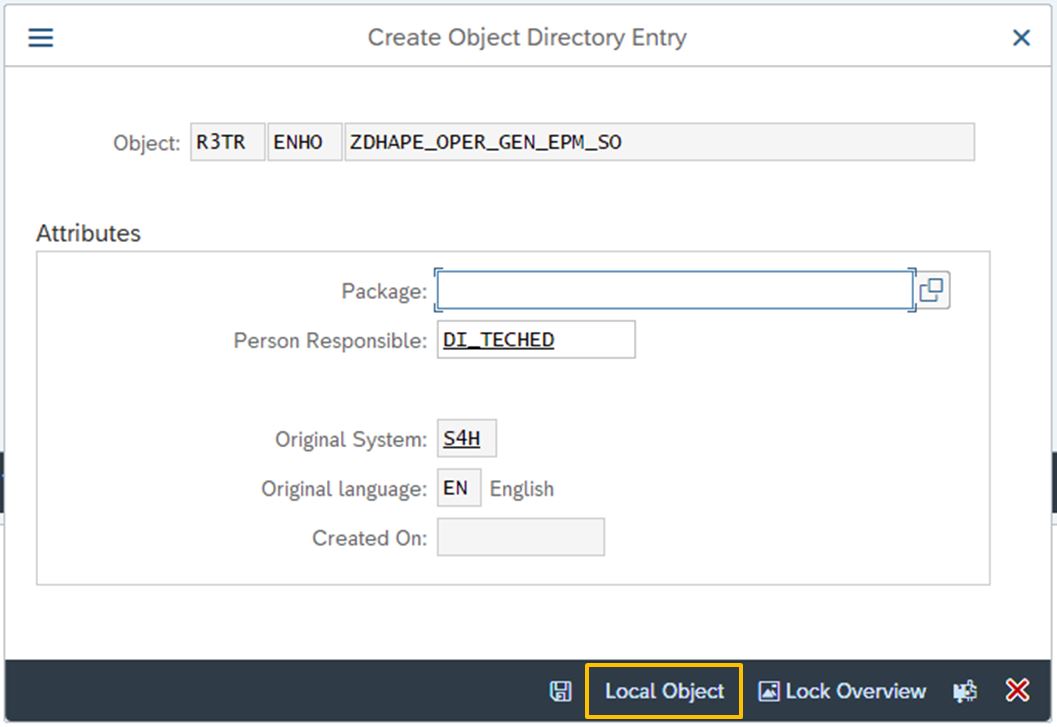 Create Object Directory Entry
Object: R3TR ENHO ZDHAPE_OPER_GEN_EPM_SO
Attributes
Package:
Person Responsible: DI_TECHED
Original System: S4H
Original language: EN English
Created On:
Local Object Lock Overview